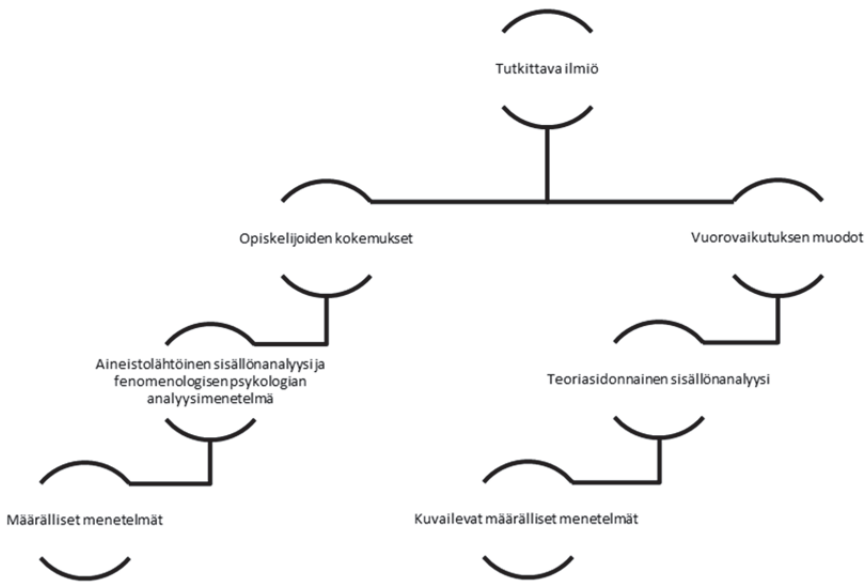 Tutkittava ilmiö
Opiskelijoiden kokemukset
Vuorovaikutuksen muodot
Aineistolähtöinen sisällönanalyysi ja
fenomenologisen psykologian
analyysimenetelmä
Teoriasidonnainen sisällönanalyysi
Määrälliset menetelmät
Kuvailevat määrälliset menetelmät